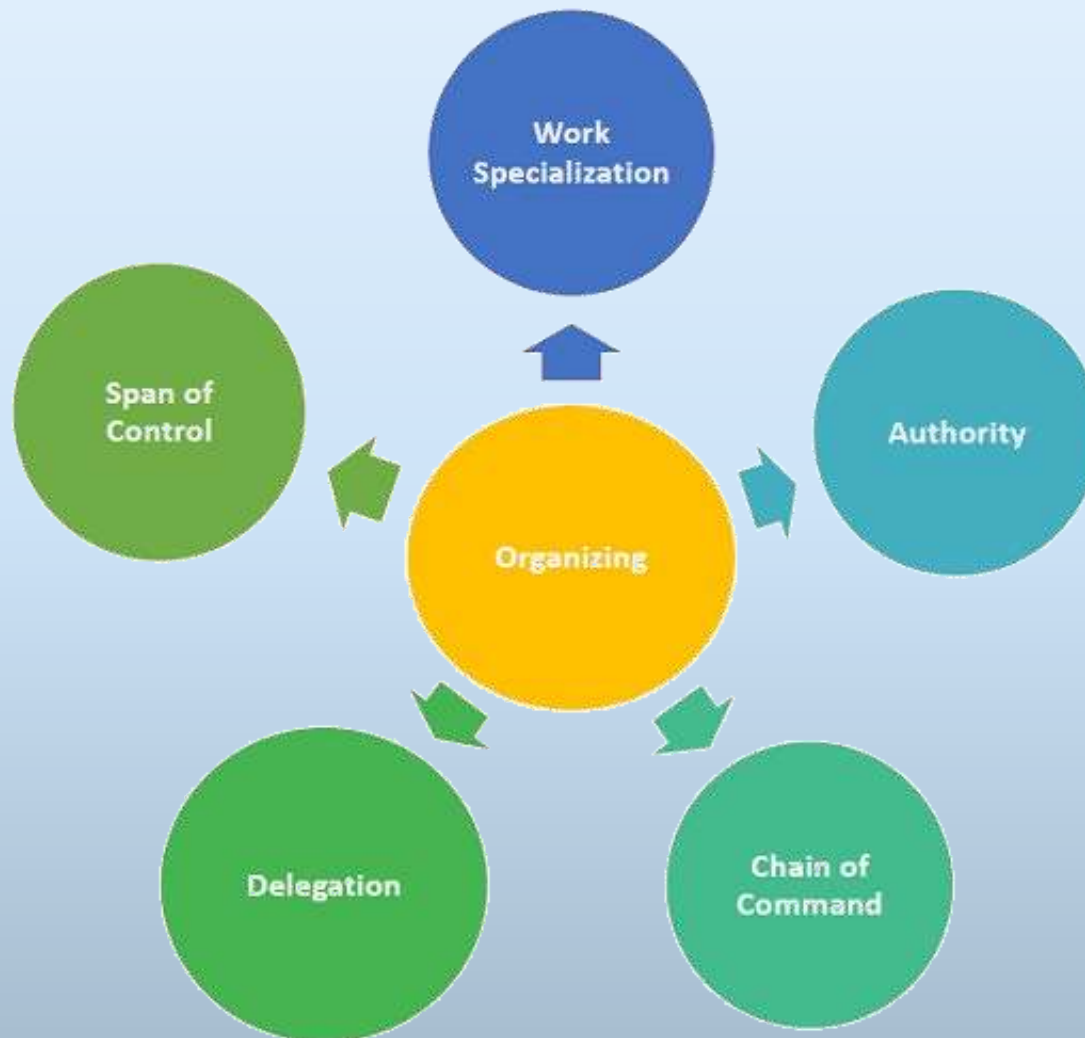 Work
Specialization
Span of
Control
Authority
Organizing
Delegation
Chain of
Command